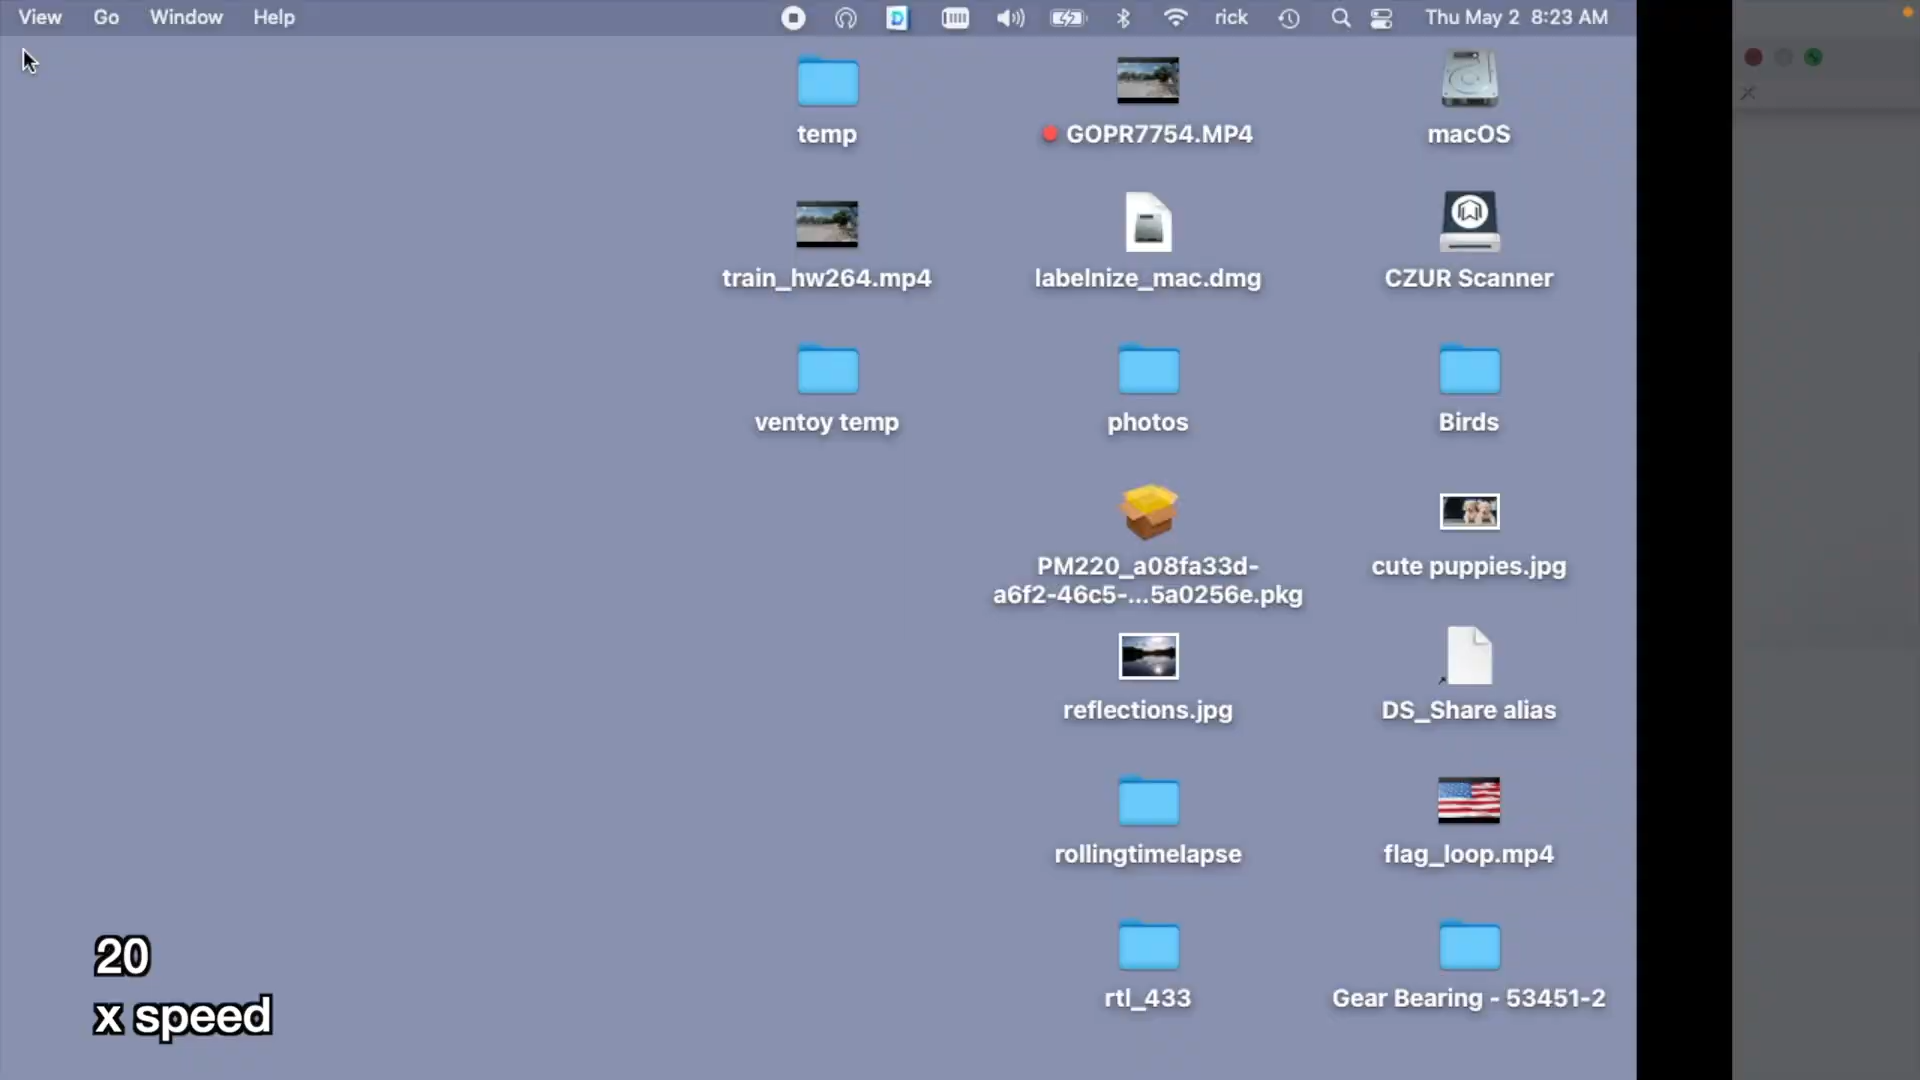 View Go Window Help rick Thu May 2 8:23 AM
temp
GOPR7754.MP4
macOS
train_hw264.mp4
labelnize_mac.dmg
CZUR Scanner
ventoy temp
photos
Birds
PM220_a08fa33d-
a6f2-46c5-...5a0256e.pkg
cute puppies.jpg
reflections.jpg
DS_Share alias
rollingtimelapse
flag_loop.mp4
rtl_433
Gear Bearing - 53451-2
20
x speed